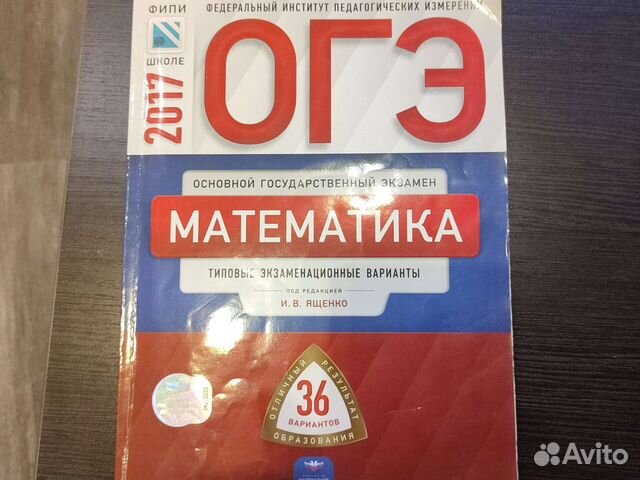 ФИПИ
ШКОЛЕ
2017
ФЕДЕРАЛЬНЫЙ ИНСТИТУТ ПЕДАГОГИЧЕСКИХ ИЗМЕРЕНИ
ОГЭ
ОСНОВНОЙ ГОСУДАРСТВЕННЫЙ ЭКЗАМЕН
МАТЕМАТИКА
ТИПОВЫЕ ЭКЗАМЕНАЦИОННЫЕ ВАРИАНТЫ
ПОД РЕДАКЦИЕЙ
И. В. ЯЩЕНКО
ОТЛИЧНЫЙ РЕЗУЛЬТАТ
36
ВАРИАНТОВ
ОБРАЗОВАНИЯ
Avito